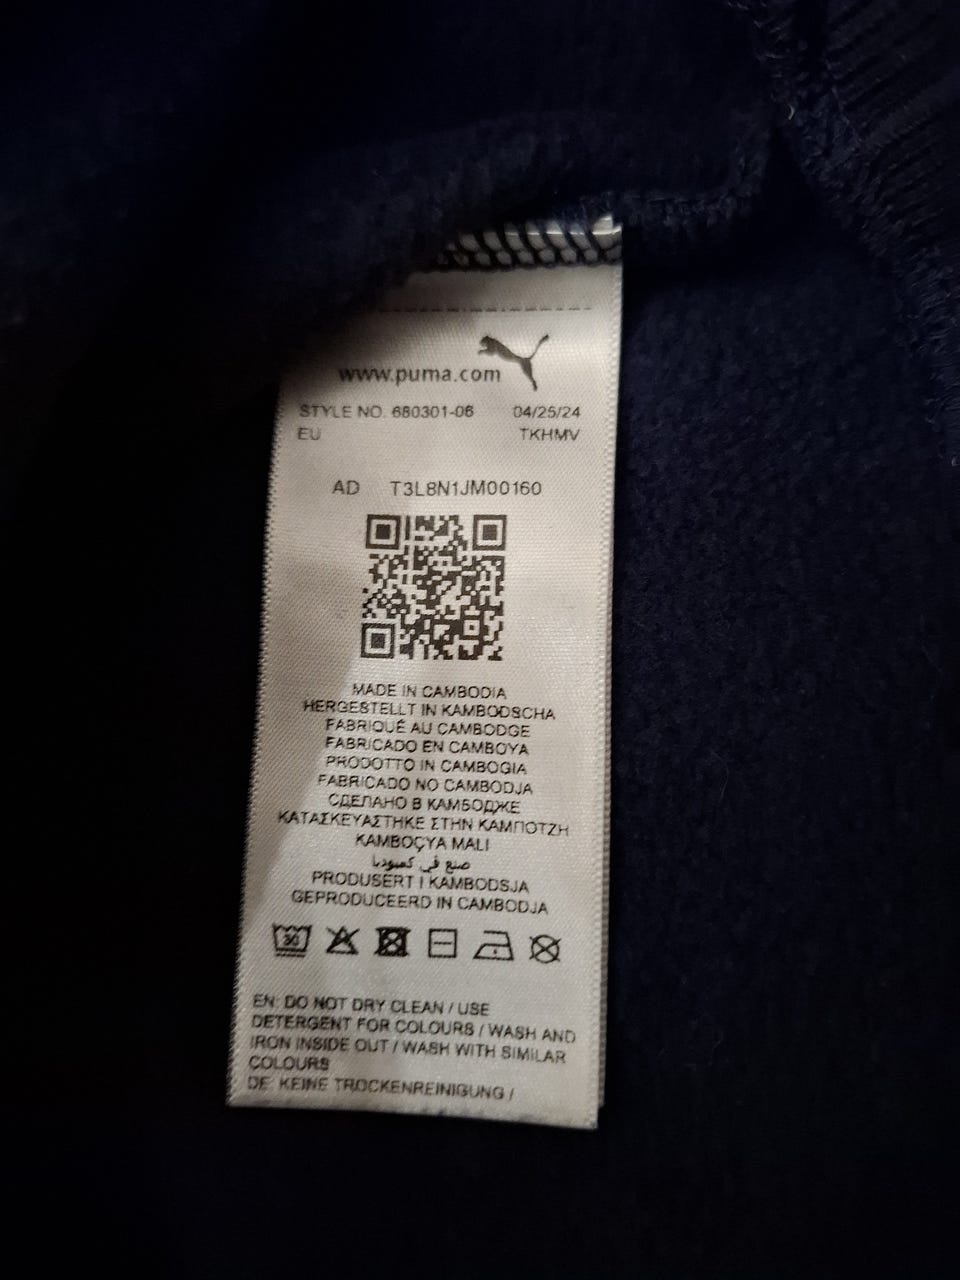 www.puma.com
STYLE NO. 680301-06 04/25/24
EU TKHMV
AD T3L8N1JM00160
MADE IN CAMBODIA
HERGESTELLT IN KAMBODSCHA
FABRIQUÉ AU CAMBODGE
FABRICADO EN CAMBOYA
PRODOTTO IN CAMBOGIA
FABRICADO NO CAMBODJA
СДЕЛАНО В КАМБОДЖЕ
ΚΑΤΑΣΚΕΥΑΣΤΗΚΕ ΣΤΗΝ ΚΑΜΠΟΤΖΗ
KAMBOÇYA MALI
صنع في كمبوديا
PRODUSERT I KAMBODSJA
GEPRODUCEERD IN CAMBODJA
30
EN: DO NOT DRY CLEAN / USE
DETERGENT FOR COLOURS / WASH AND
IRON INSIDE OUT / WASH WITH SIMILAR
COLOURS
DE: KEINE TROCKENREINIGUNG /